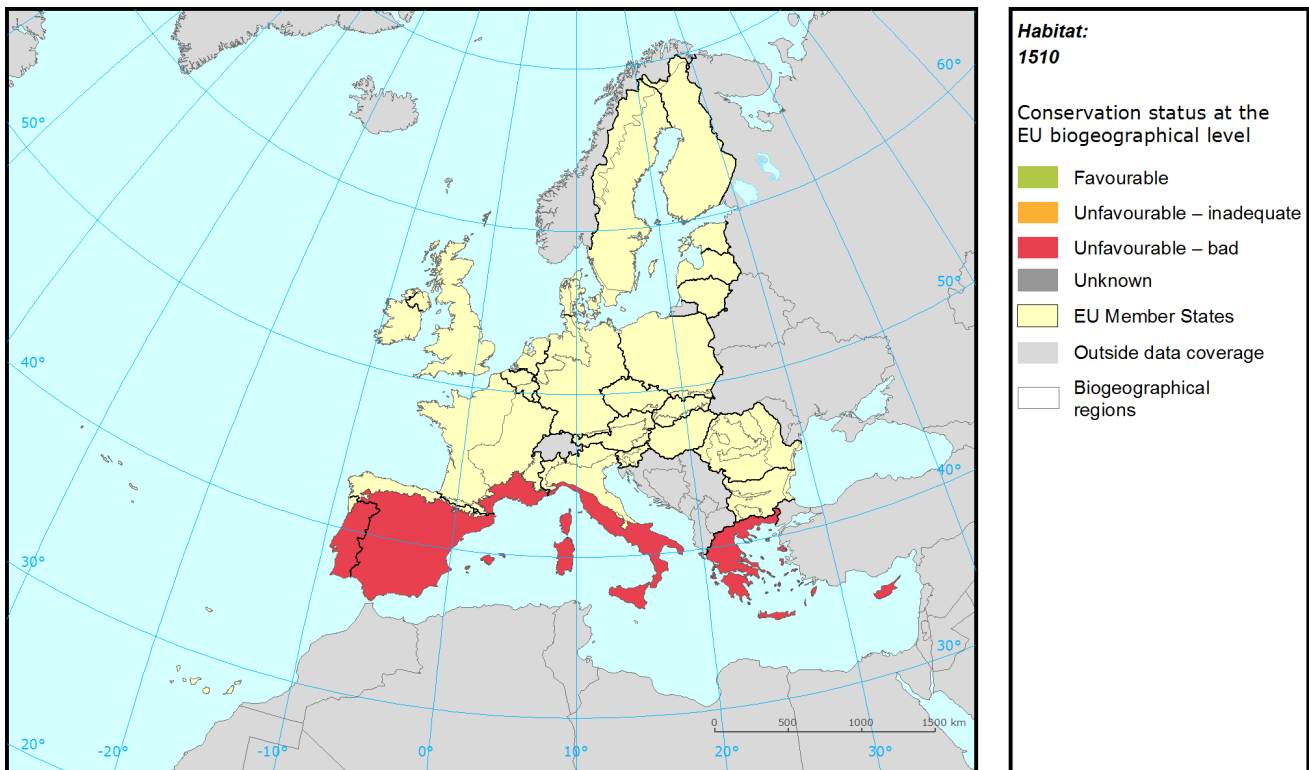 60°
50°
50°
40°
40°
30°
30°
20°
-20°
-10°
0°
10°
20°
30°
0 500 1000 1500 km
Habitat:
1510
Conservation status at the
EU biogeographical level
Favourable
Unfavourable – inadequate
Unfavourable – bad
Unknown
EU Member States
Outside data coverage
Biogeographical
regions